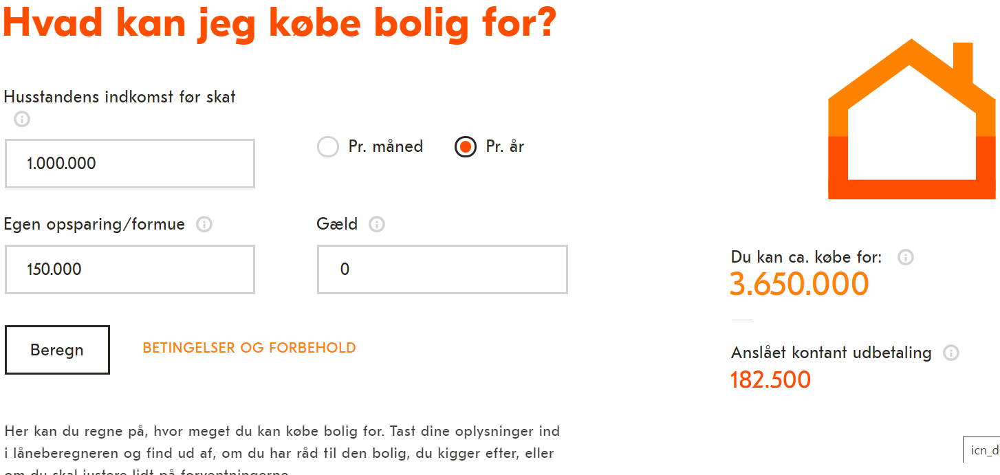 Hvad kan jeg købe bolig for?
Husstandens indkomst før skat
1.000.000
Pr. måned
Pr. år
Egen opsparing/formue
Gæld
150.000
0
Beregn
BETINGELSER OG FORBEHOLD
Du kan ca. købe for:
3.650.000
Anslået kontant udbetaling
182.500
Her kan du regne på, hvor meget du kan købe bolig for. Tast dine oplysninger ind
i låneberegneren og find ud af, om du har råd til den bolig, du kigger efter, eller
om du skal justere lidt på forventningerne
icn_d